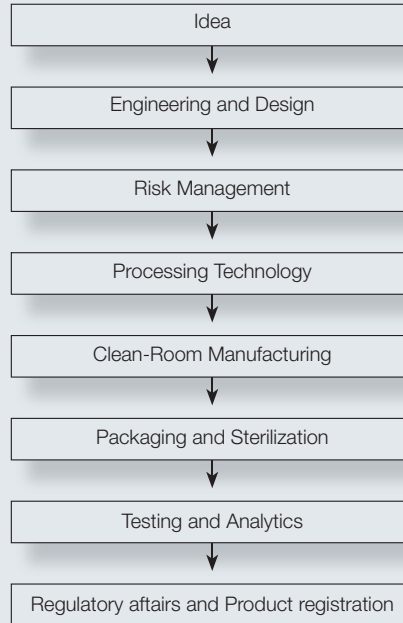 Idea
Engineering and Design
Risk Management
Processing Technology
Clean-Room Manufacturing
Packaging and Sterilization
Testing and Analytics
Regulatory aftairs and Product registration